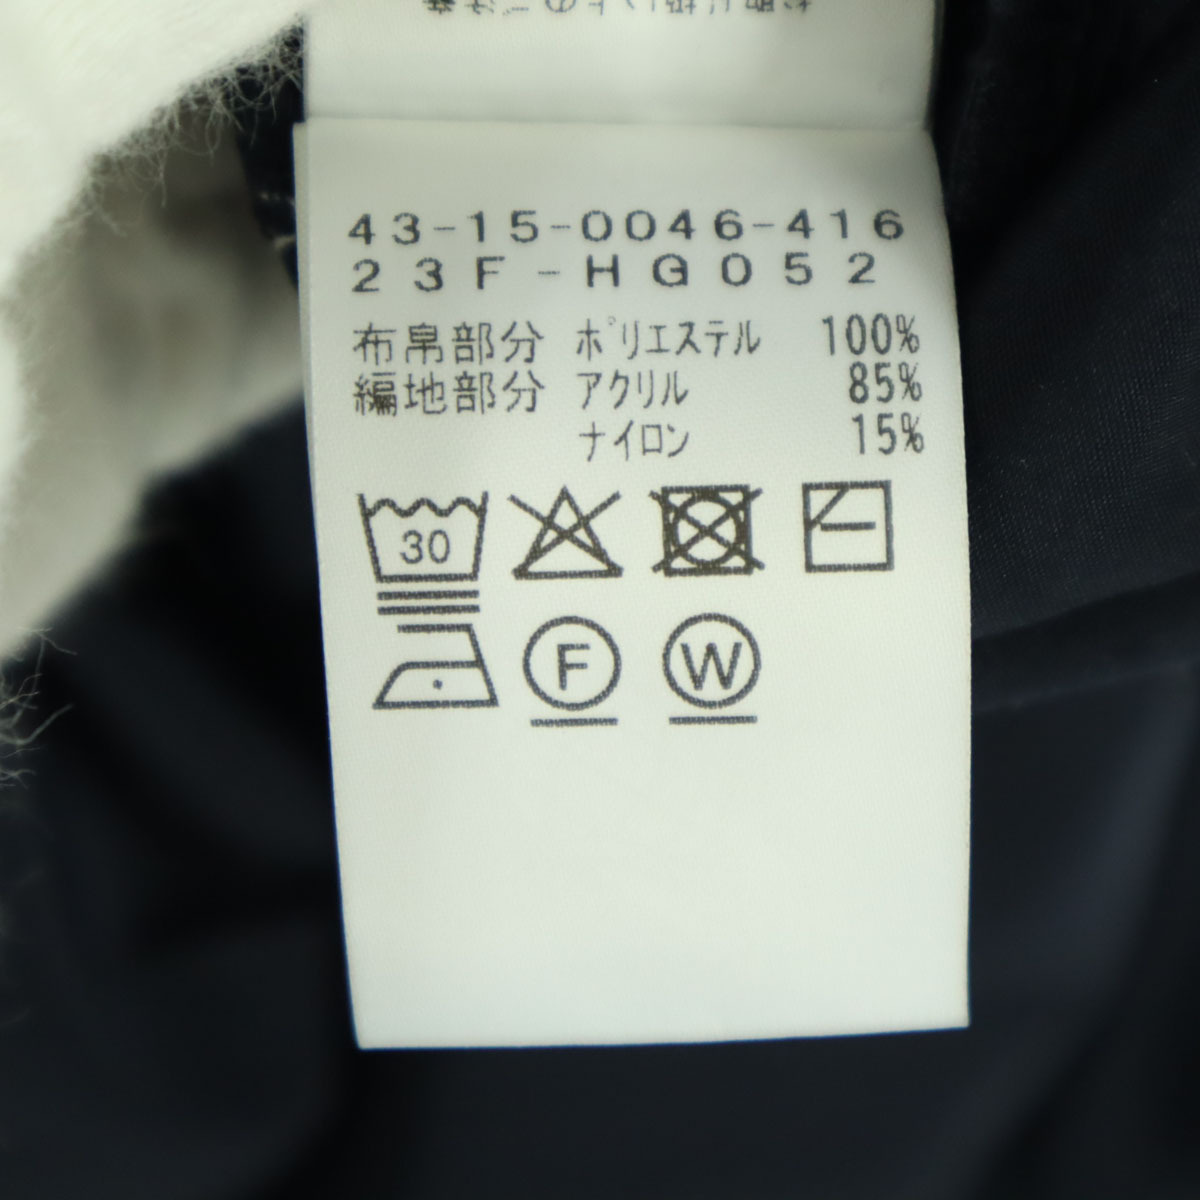 43-15-0046-416
23F-HG052
布帛部分 ポリエステル 100%
編地部分 アクリル 85%
ナイロン 15%
30
F W